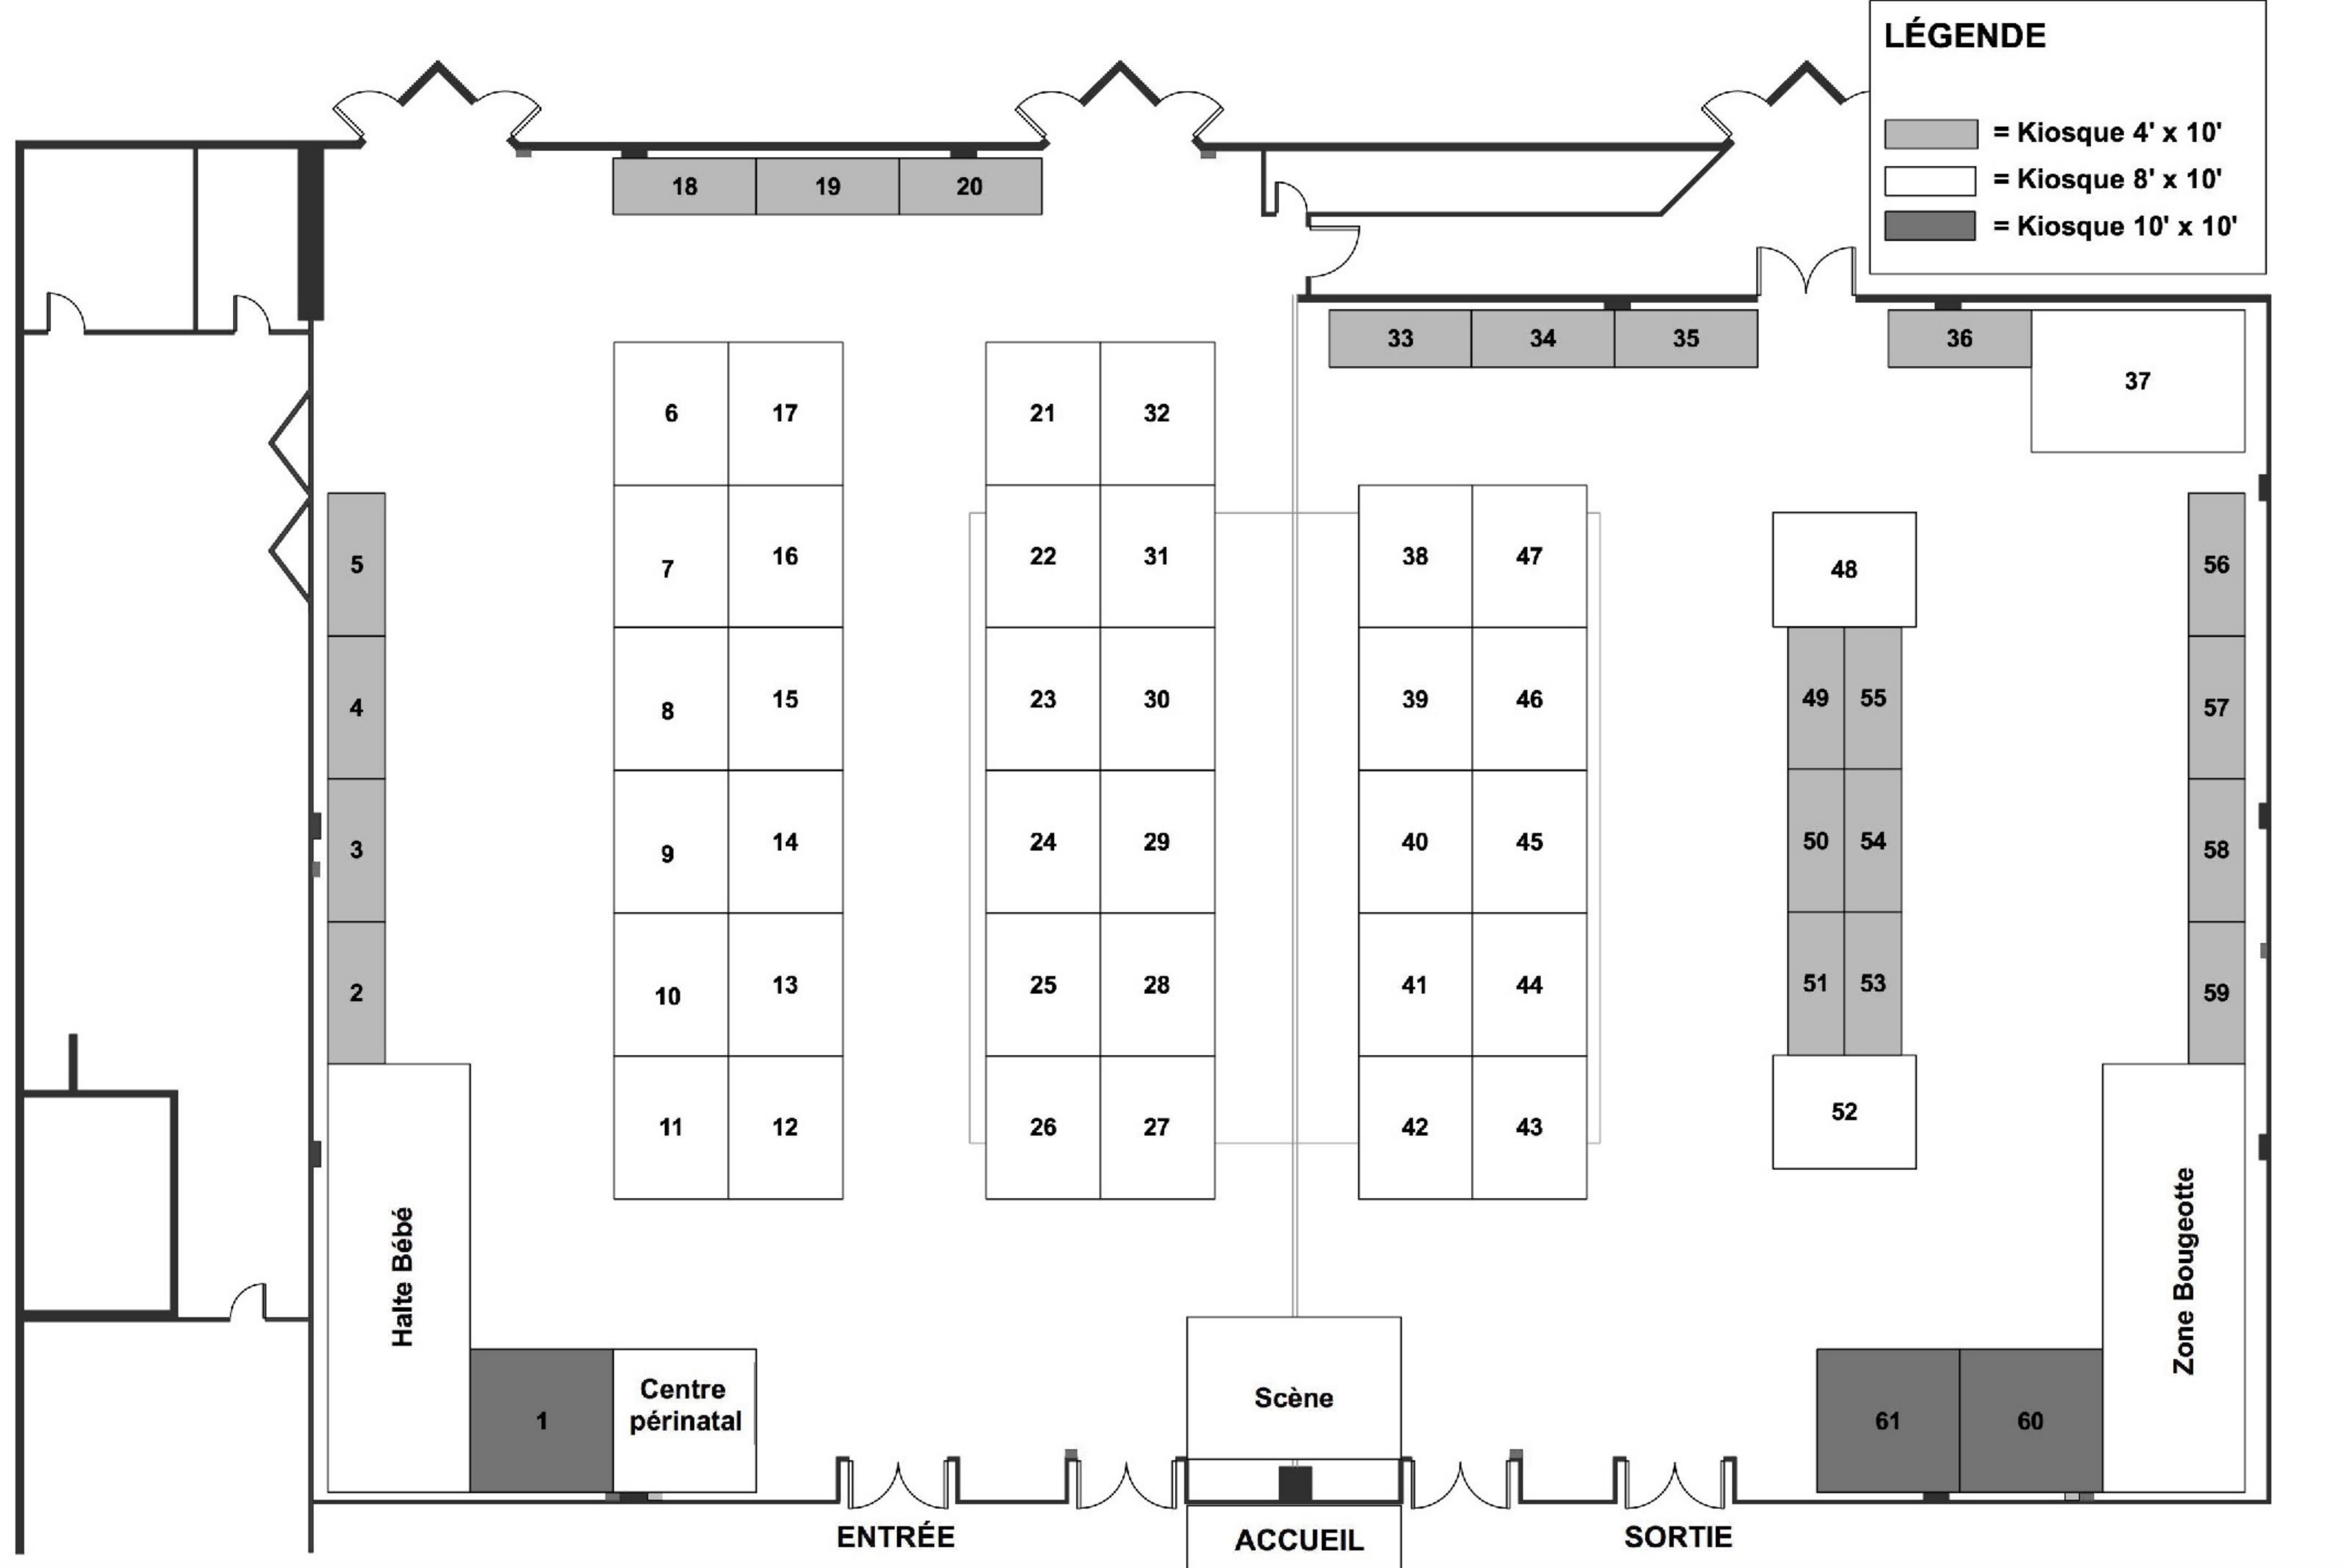 LÉGENDE
= Kiosque 4' x 10'
= Kiosque 8' x 10'
= Kiosque 10' x 10'
18 19 20
33 34 35 36
37
6 17 21 32
5 7 16 22 31 38 47 48 56
4 8 15 23 30 39 46 49 55 57
3 9 14 24 29 40 45 50 54 58
2 10 13 25 28 41 44 51 53 59
11 12 26 27 42 43 52
Halte Bébé
Zone Bougeotte
1
Centre
périnatal
Scène
61 60
ENTRÉE
ACCUEIL
SORTIE